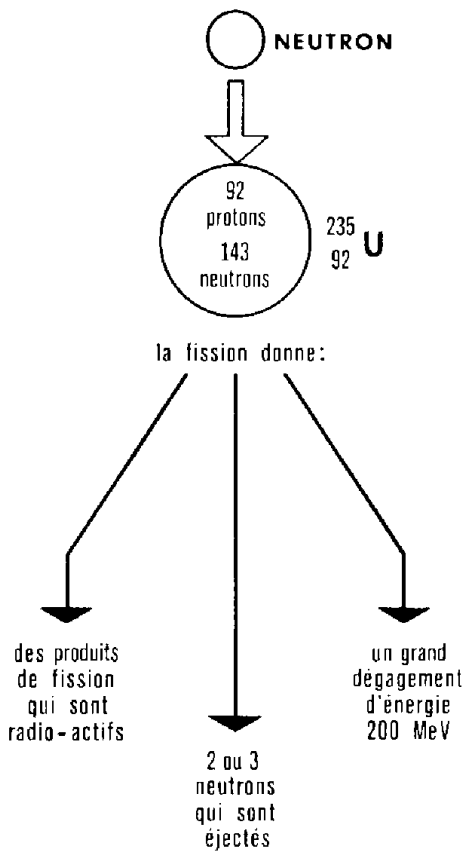 NEUTRON
92
protons
143
neutrons
235
92 U
la fission donne:
des produits
de fission
qui sont
radio-actifs
2 ou 3
neutrons
qui sont
éjectés
un grand
dégagement
d'énergie
200 MeV